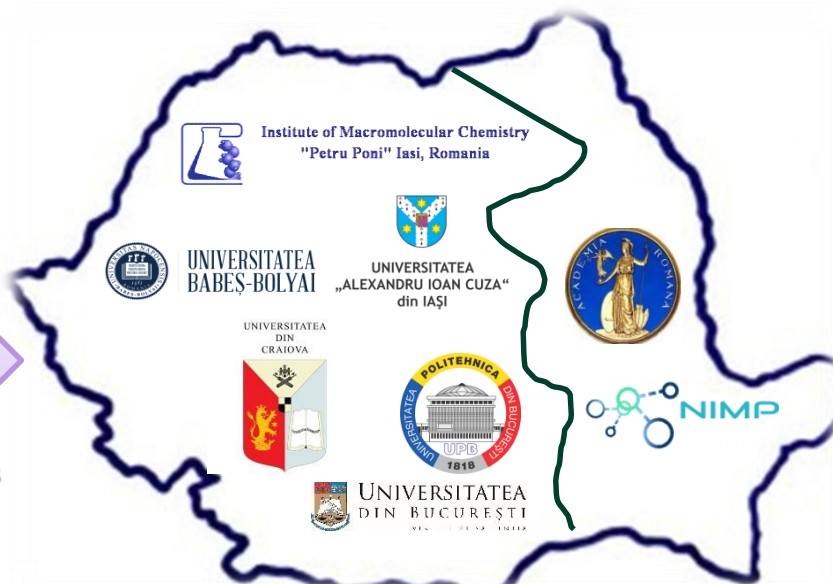 Institute of Macromolecular Chemistry
"Petru Poni" Iasi, Romania
UNIVERSITATEA
BABEȘ-BOLYAI
UNIVERSITATEA
„ALEXANDRU IOAN CUZA“
din IAȘI
ACADEMIA ROMANA
UNIVERSITATEA
DIN
CRAIOVA
UNIVERSITATEA POLITEHNICA DIN BUCUREȘTI
UPB
1818
NIMP
UNIVERSITATEA
DIN BUCUREȘTI